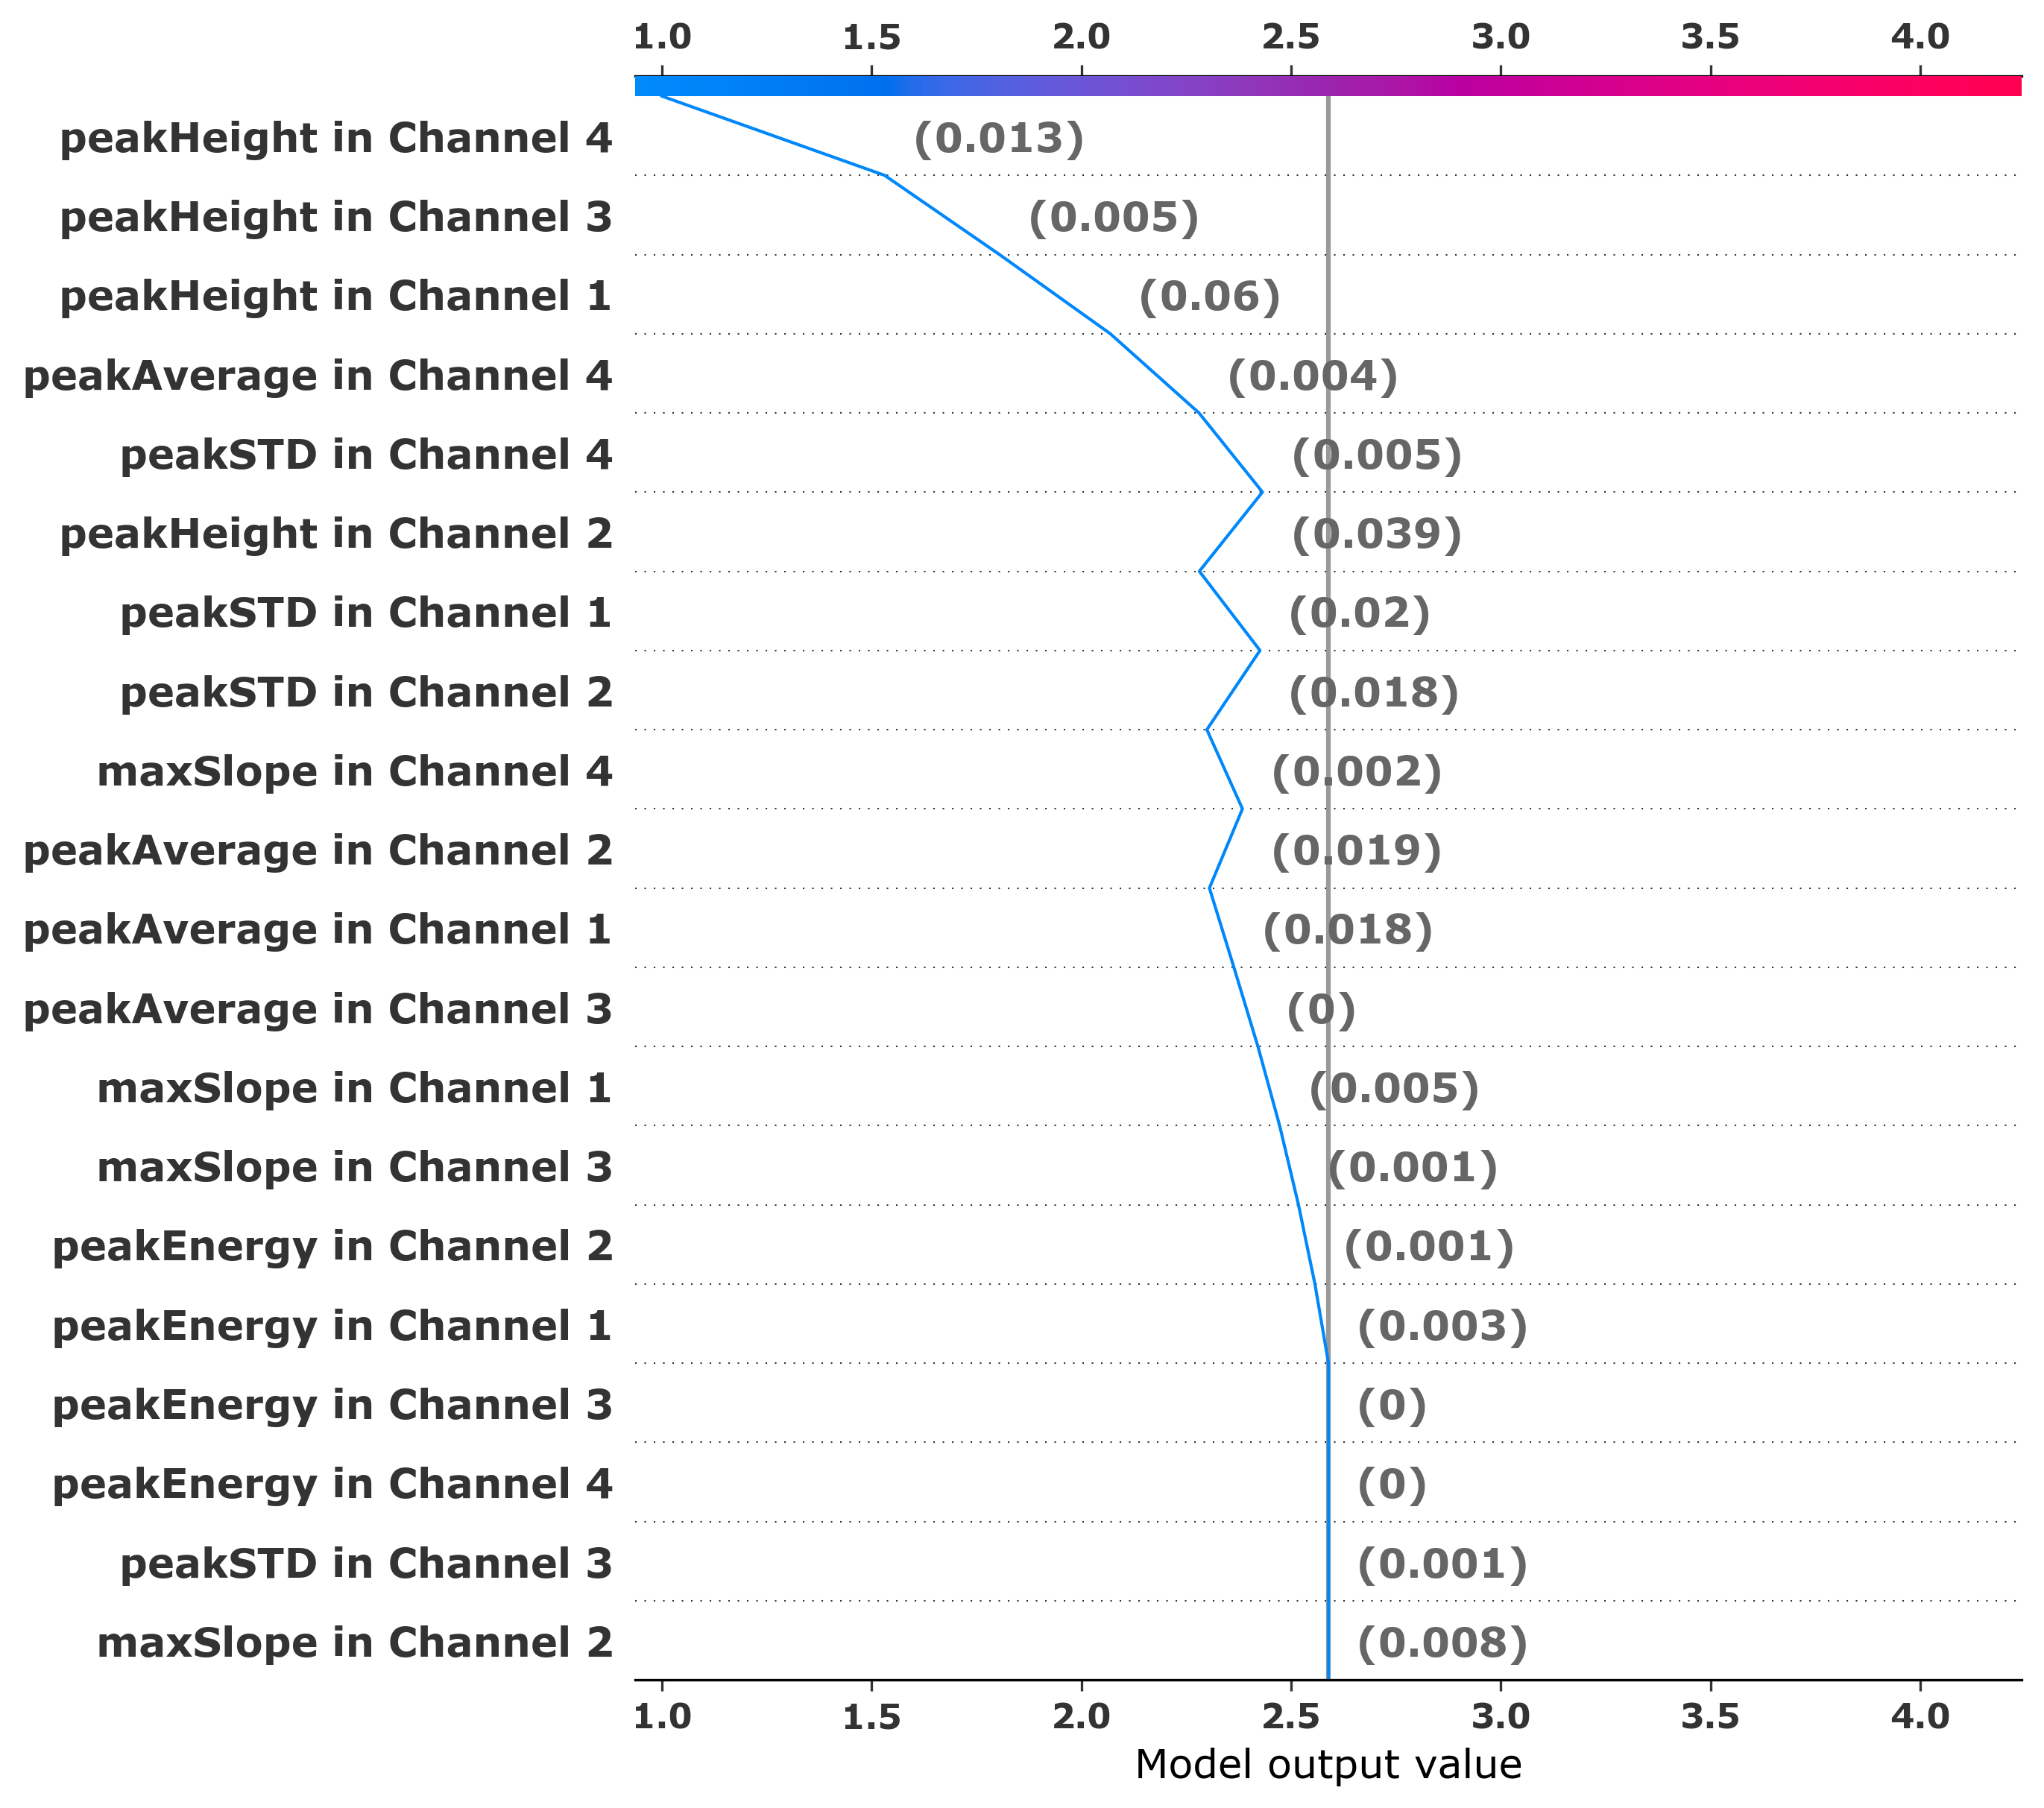 1.0 1.5 2.0 2.5 3.0 3.5 4.0
peakHeight in Channel 4 (0.013)
peakHeight in Channel 3 (0.005)
peakHeight in Channel 1 (0.06)
peakAverage in Channel 4 (0.004)
peakSTD in Channel 4 (0.005)
peakHeight in Channel 2 (0.039)
peakSTD in Channel 1 (0.02)
peakSTD in Channel 2 (0.018)
maxSlope in Channel 4 (0.002)
peakAverage in Channel 2 (0.019)
peakAverage in Channel 1 (0.018)
peakAverage in Channel 3 (0)
maxSlope in Channel 1 (0.005)
maxSlope in Channel 3 (0.001)
peakEnergy in Channel 2 (0.001)
peakEnergy in Channel 1 (0.003)
peakEnergy in Channel 3 (0)
peakEnergy in Channel 4 (0)
peakSTD in Channel 3 (0.001)
maxSlope in Channel 2 (0.008)
1.0 1.5 2.0 2.5 3.0 3.5 4.0
Model output value